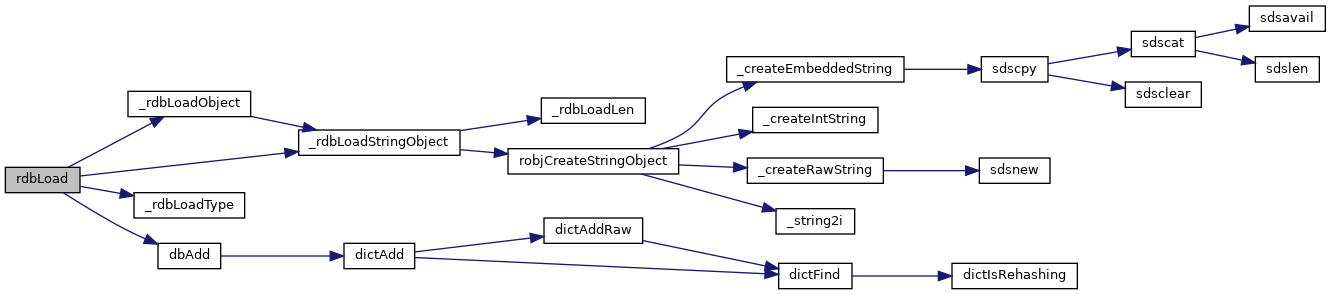 rdbLoad
_rdbLoadObject
_rdbLoadStringObject
_rdbLoadType
dbAdd
_rdbLoadLen
robjCreateStringObject
dictAdd
dictAddRaw
dictFind
dictIsRehashing
_createEmbeddedString
_createIntString
_createRawString
_string2i
sdscpy
sdsnew
sdscat
sdsclear
sdsavail
sdslen